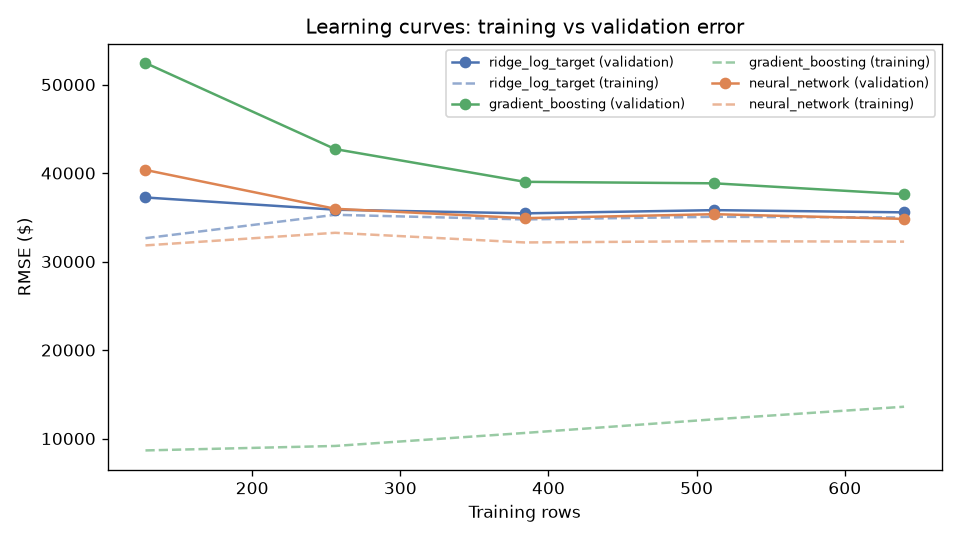 Learning curves: training vs validation error
ridge_log_target (validation)
ridge_log_target (training)
gradient_boosting (validation)
gradient_boosting (training)
neural_network (validation)
neural_network (training)
RMSE ($)
50000
40000
30000
20000
10000
200
300
400
500
600
Training rows